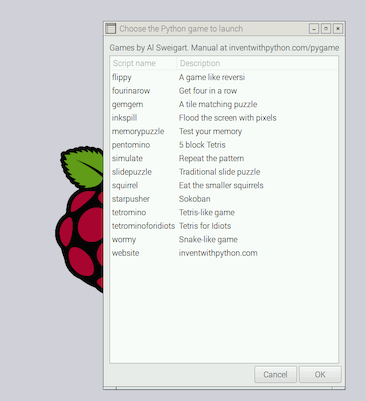 Choose the Python game to launch
Games by Al Sweigart. Manual at inventwithpython.com/pygame
Script name Description
flippy A game like reversi
fourinarow Get four in a row
gemgem A tile matching puzzle
inkspill Flood the screen with pixels
memorypuzzle Test your memory
pentomino 5 block Tetris
simulate Repeat the pattern
slidepuzzle Traditional slide puzzle
squirrel Eat the smaller squirrels
starpusher Sokoban
tetromino Tetris-like game
tetrominoforidiots Tetris for Idiots
wormy Snake-like game
website inventwithpython.com
Cancel OK